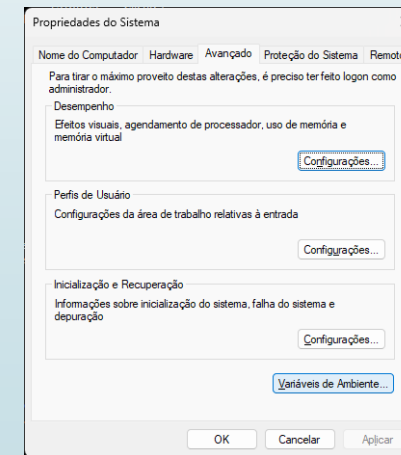 Propriedades do Sistema
Nome do Computador Hardware Avançado Proteção do Sistema Remoto
Para tirar o máximo proveito destas alterações, é preciso ter feito logon como
administrador.
Desempenho
Efeitos visuais, agendamento de processador, uso de memória e
memória virtual
Configurações...
Perfis de Usuário
Configurações da área de trabalho relativas à entrada
Configurações...
Inicialização e Recuperação
Informações sobre inicialização do sistema, falha do sistema e
depuração
Configurações...
Variáveis de Ambiente...
OK Cancelar Aplicar